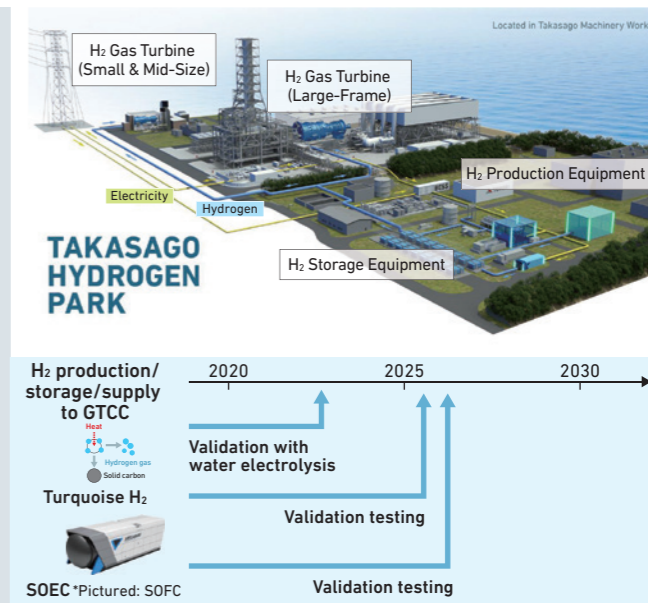 Located in Takasago Machinery Work
H₂ Gas Turbine
(Small & Mid-Size)
H₂ Gas Turbine
(Large-Frame)
H₂ Production Equipment
Electricity
Hydrogen
H₂ Storage Equipment
TAKASAGO
HYDROGEN
PARK
H₂ production/
storage/supply
to GTCC
2020
2025
2030
Heat
Hydrogen gas
Solid carbon
Validation with
water electrolysis
Turquoise H₂
Validation testing
SOEC *Pictured: SOFC
Validation testing